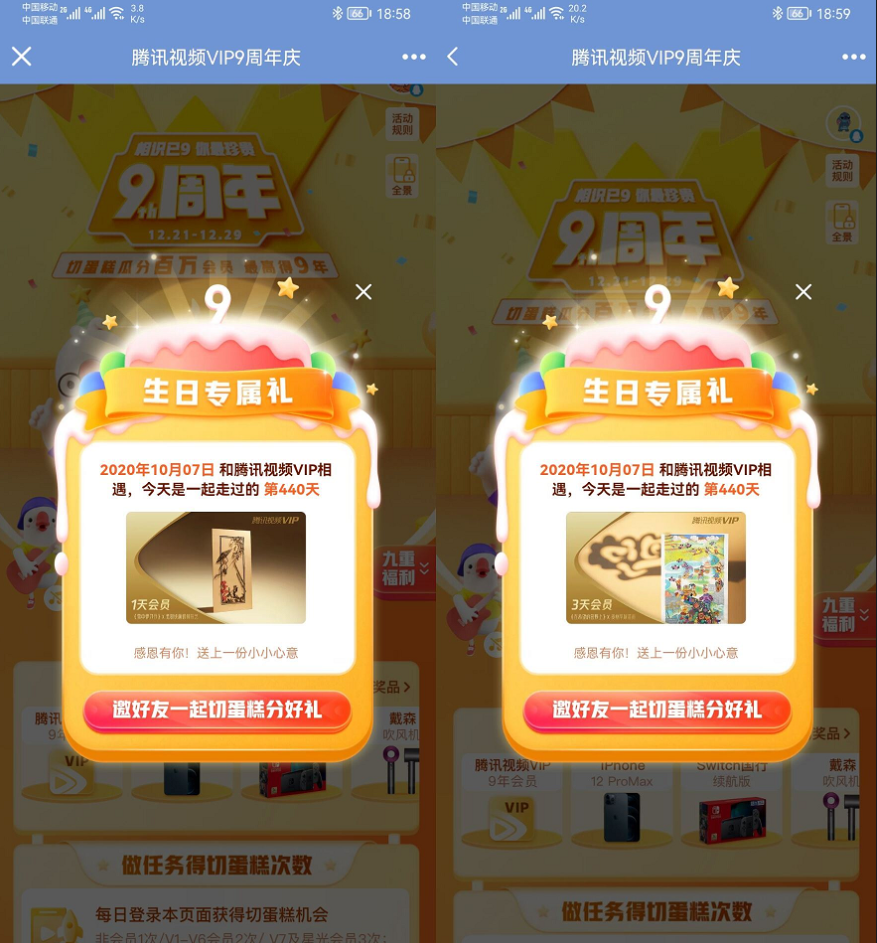 中国移动
中国联通
2G
4G
3.8
K/s
66
18:58
腾讯视频VIP9周年庆
活动
规则
全景
相识已9 你最珍贵
9th周年
12.21-12.29
切蛋糕瓜分百万会员 最高得9年
9
生日专属礼
2020年10月07日 和腾讯视频VIP相
遇，今天是一起走过的 第440天
腾讯视频VIP
1天会员
感恩有你！送上一份小小心意
邀好友一起切蛋糕分好礼
九重
福利
奖品
腾讯
戴森
吹风机
VIP
做任务得切蛋糕次数
每日登录本页面获得切蛋糕机会
非会员1次/V1-V6会员2次/ V7及星光会员3次；
中国移动
中国联通
2G
4G
20.2
K/s
66
18:59
腾讯视频VIP9周年庆
活动
规则
全景
相识已9 你最珍贵
9th周年
12.21-12.29
9
生日专属礼
2020年10月07日 和腾讯视频VIP相
遇，今天是一起走过的 第440天
腾讯视频VIP
3天会员
感恩有你！送上一份小小心意
邀好友一起切蛋糕分好礼
九重
福利
奖品
腾讯视频VIP
9年会员
iPhone
12 ProMax
Switch国行
续航版
戴森
吹风机
VIP
做任务得切蛋糕次数